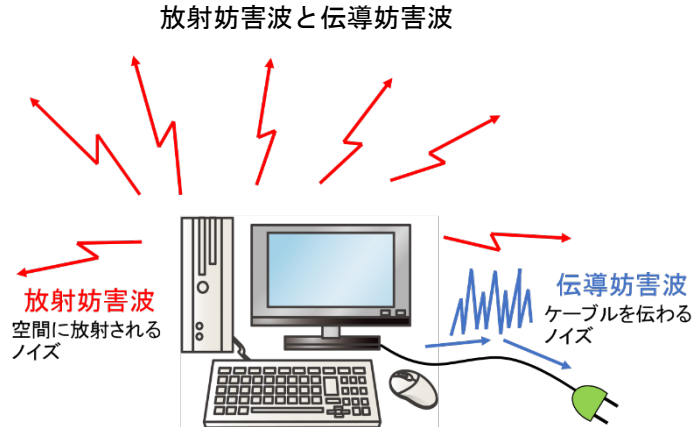 放射妨害波と伝導妨害波
放射妨害波
空間に放射される
ノイズ
伝導妨害波
ケーブルを伝わる
ノイズ